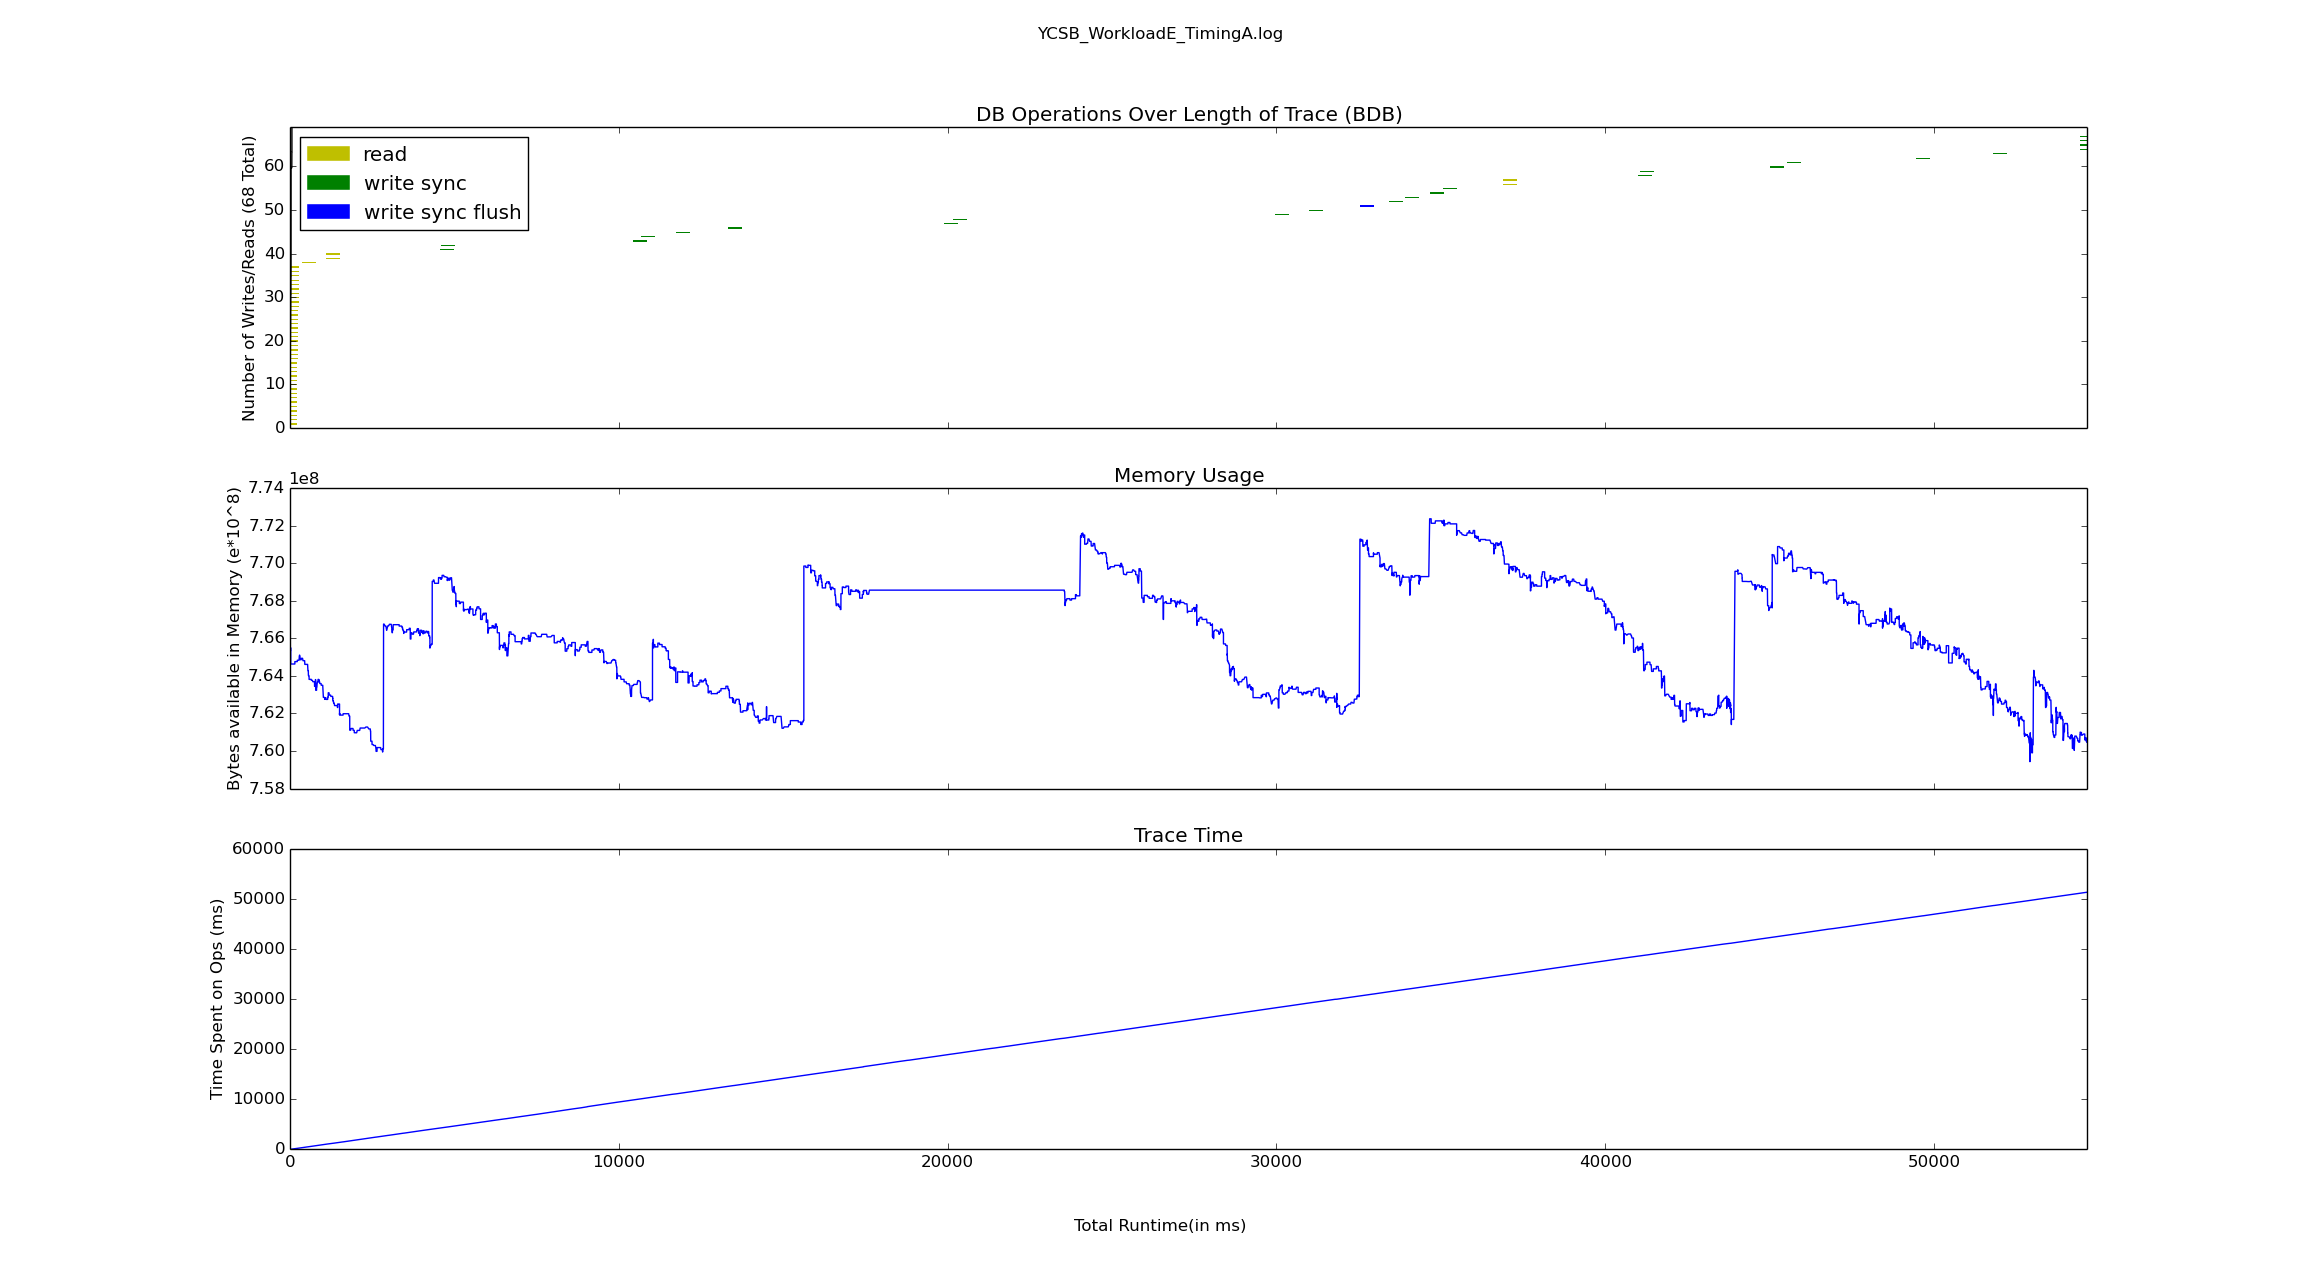 YCSB_WorkloadE_TimingA.log
DB Operations Over Length of Trace (BDB)
Number of Writes/Reads (68 Total)
60
50
40
30
20
10
0
read
write sync
write sync flush
Memory Usage
1e8
Bytes available in Memory (e*10^8)
7.74
7.72
7.70
7.68
7.66
7.64
7.62
7.60
7.58
Trace Time
Time Spent on Ops (ms)
60000
50000
40000
30000
20000
10000
0
0 10000 20000 30000 40000 50000
Total Runtime(in ms)